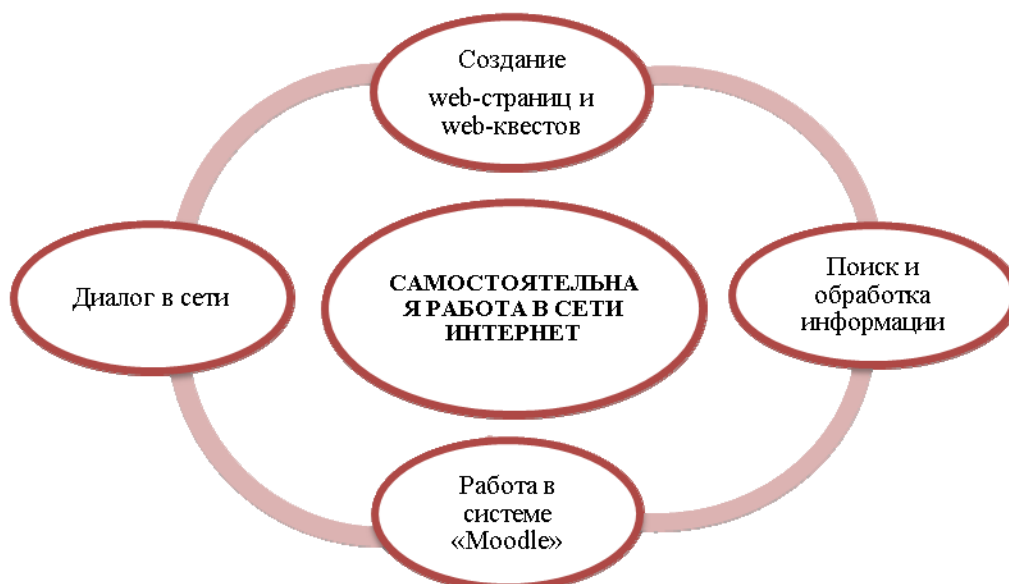 Создание
web-страниц и
web-квестов
Диалог в сети
САМОСТОЯТЕЛЬНА
Я РАБОТА В СЕТИ
ИНТЕРНЕТ
Поиск и
обработка
информации
Работа в
системе
«Moodle»